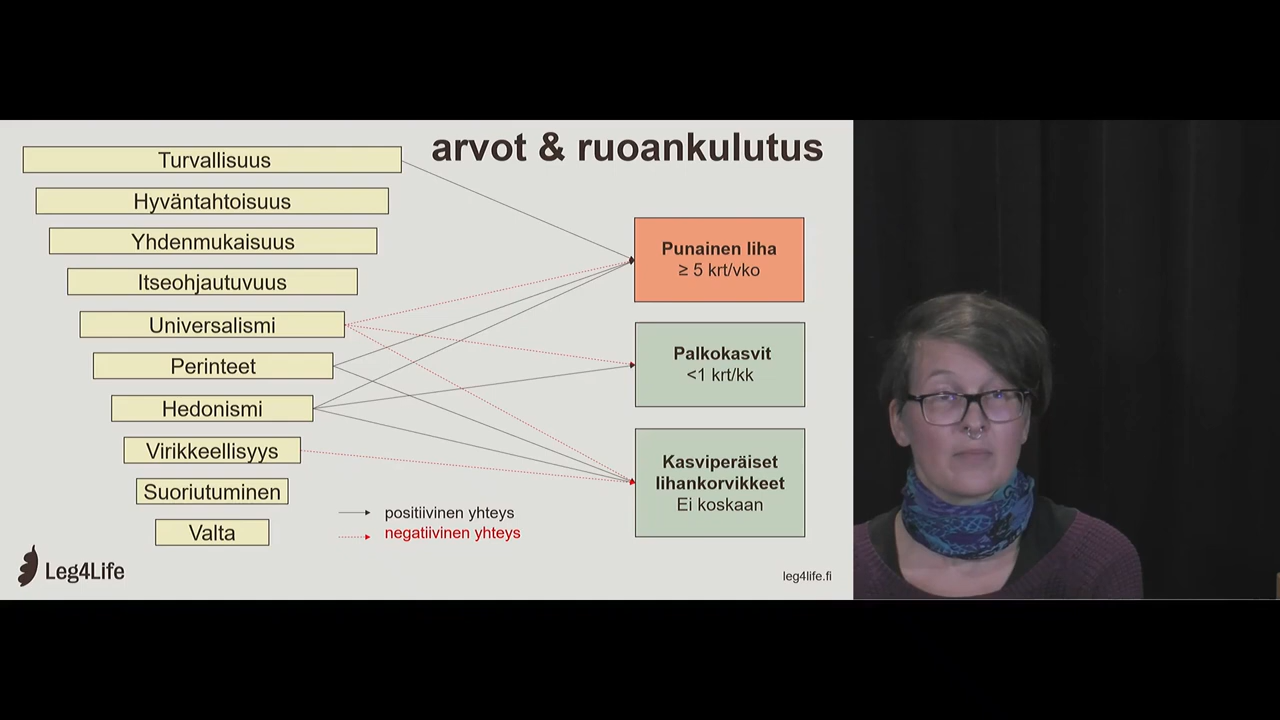 arvot & ruoankulutus
Turvallisuus
Hyväntahtoisuus
Yhdenmukaisuus
Itseohjautuvuus
Universalismi
Perinteet
Hedonismi
Virikkeellisyys
Suoriutuminen
Valta
Punainen liha
≥ 5 krt/vko
Palkokasvit
<1 krt/kk
Kasviperäiset
lihankorvikkeet
Ei koskaan
positiivinen yhteys
negatiivinen yhteys
Leg4Life
leg4life.fi